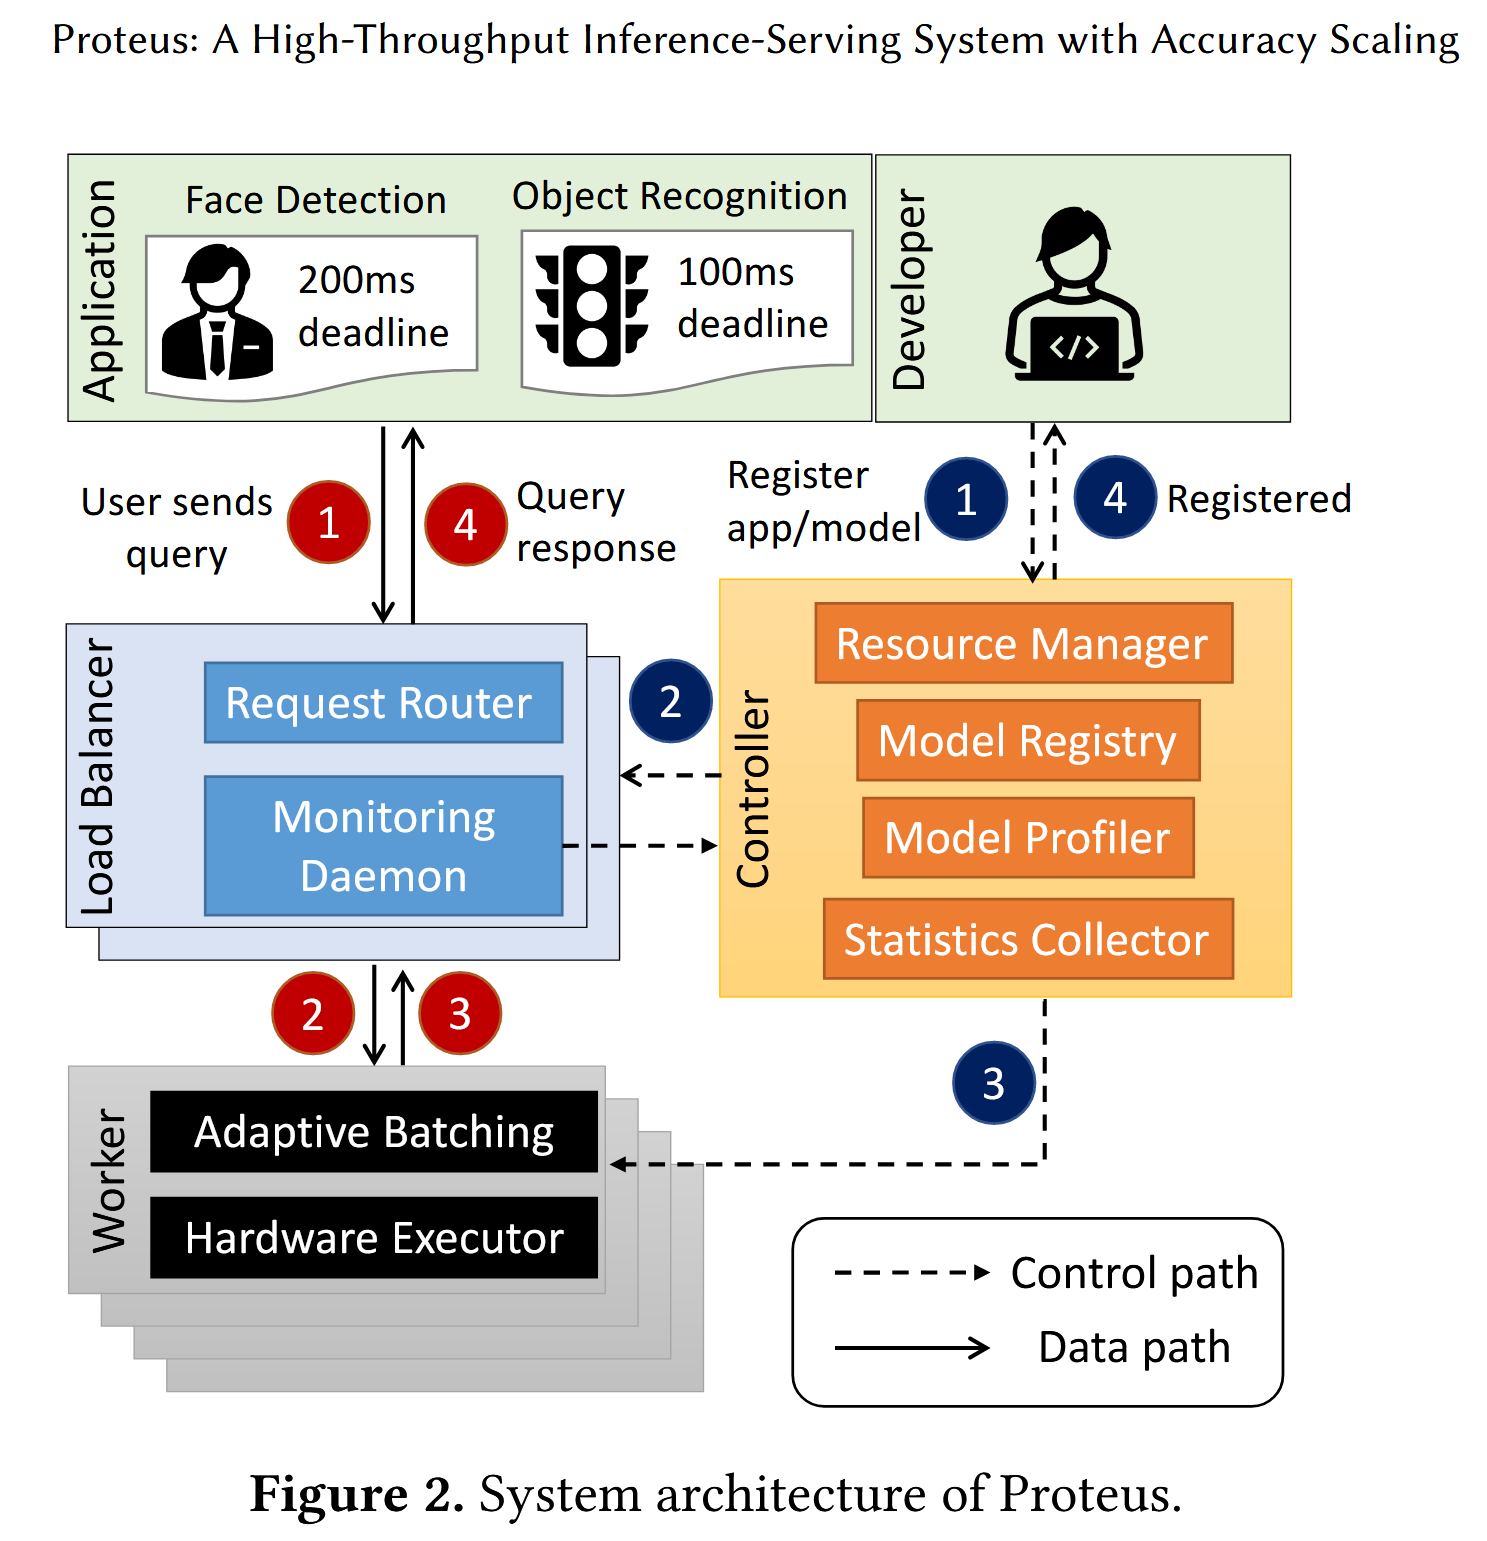 Proteus: A High-Throughput Inference-Serving System with Accuracy Scaling
Application
Face Detection
200ms
deadline
Object Recognition
100ms
deadline
Developer
</>
User sends
query
1
4
Query
response
Register
app/model
1
4
Registered
Load Balancer
Request Router
Monitoring
Daemon
2
Controller
Resource Manager
Model Registry
Model Profiler
Statistics Collector
2
3
3
Worker
Adaptive Batching
Hardware Executor
Control path
Data path
Figure 2. System architecture of Proteus.